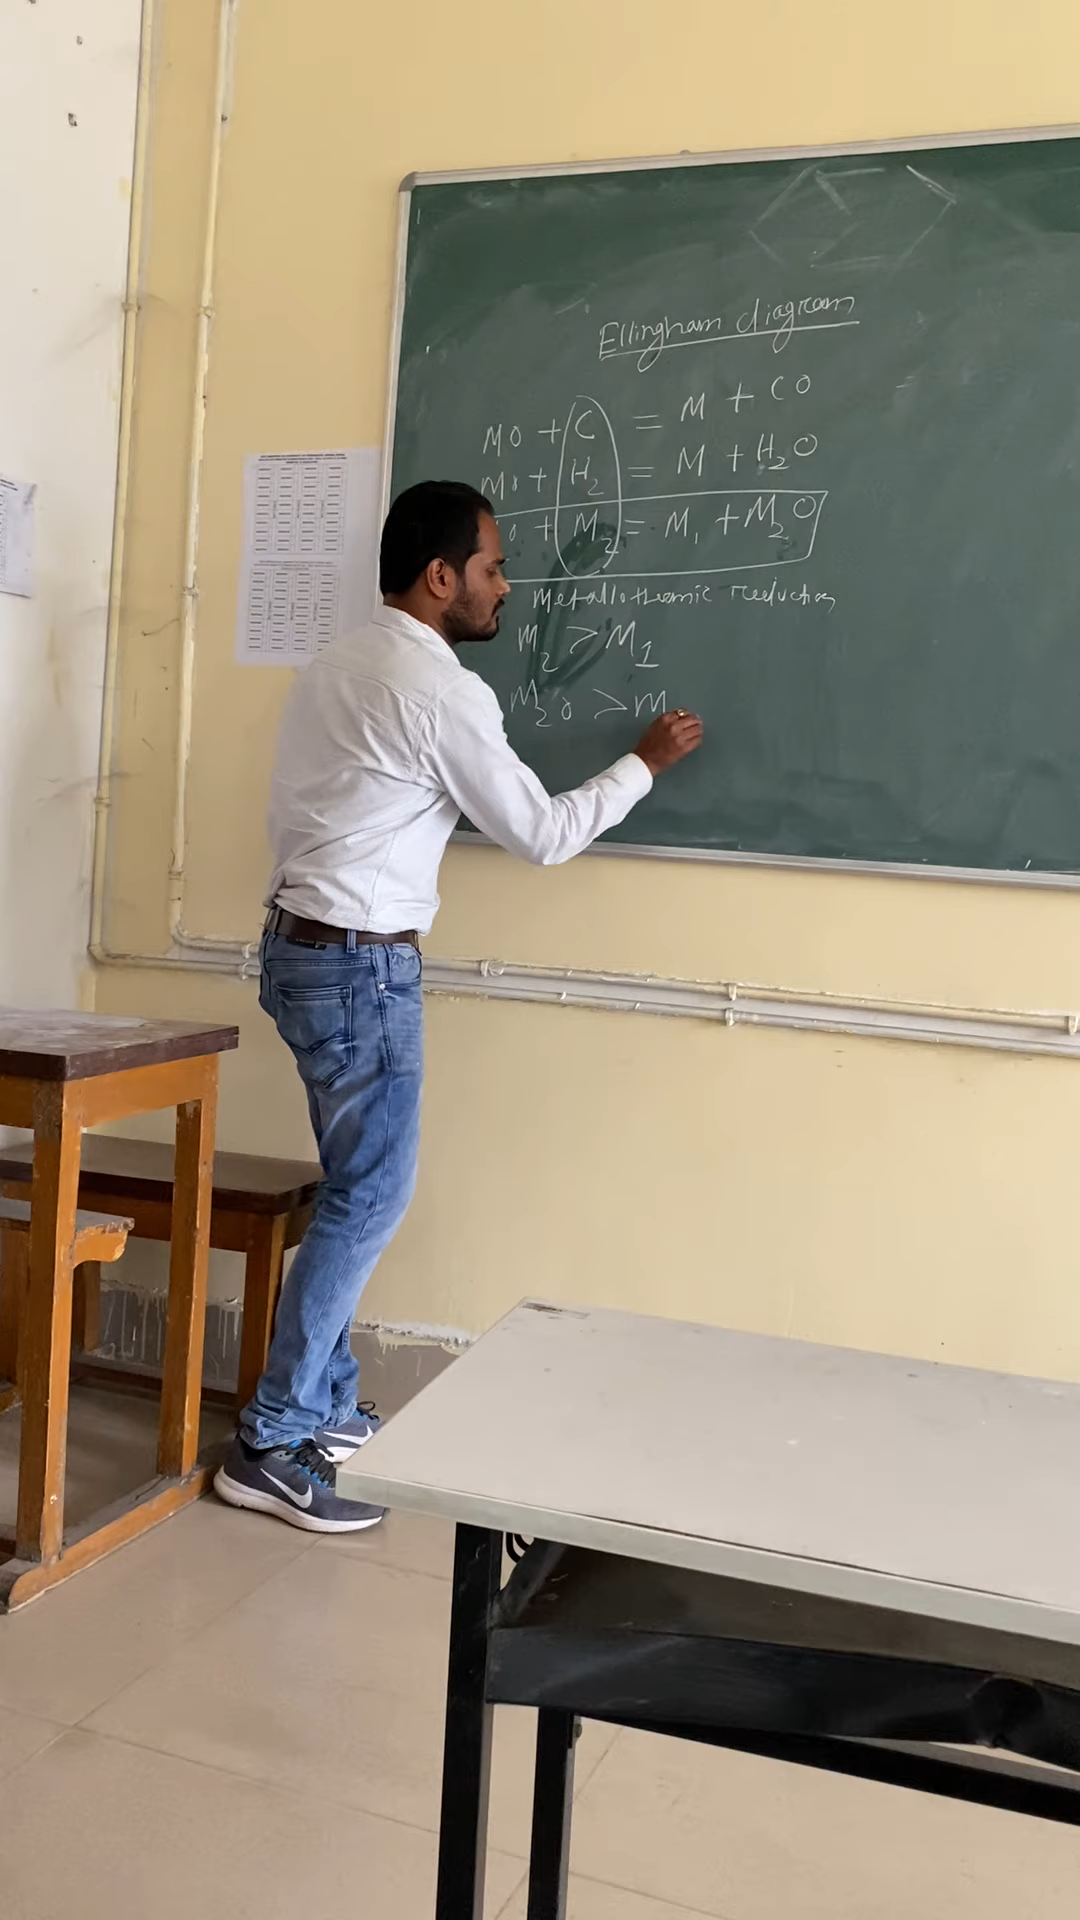 Ellingham diagram
MO + C = M + CO
MO + H₂ = M + H₂O
O + M₂ = M₁ + M₂O
Metallothermic reduction
M₂ > M₁
M₂O > M